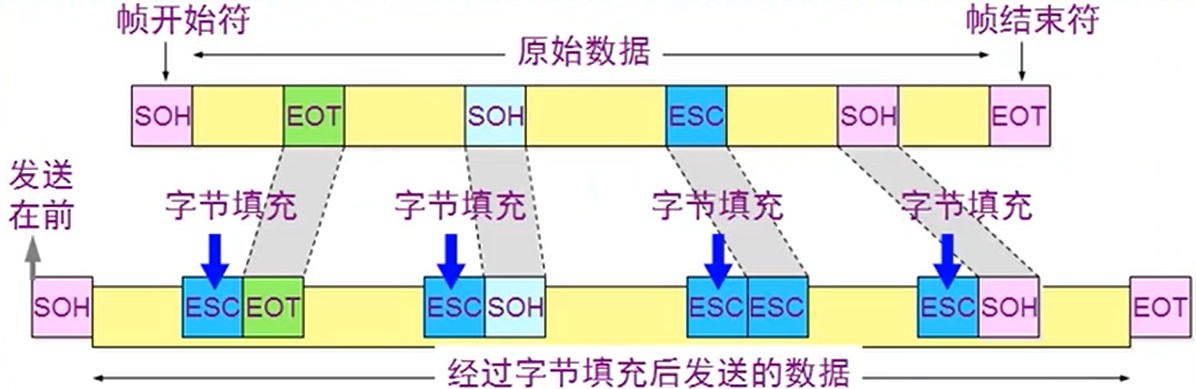 帧开始符
帧结束符
原始数据
SOH EOT SOH ESC SOH EOT
发送
在前
字节填充 字节填充 字节填充 字节填充
SOH ESC EOT ESC SOH ESC ESC ESC SOH EOT
经过字节填充后发送的数据